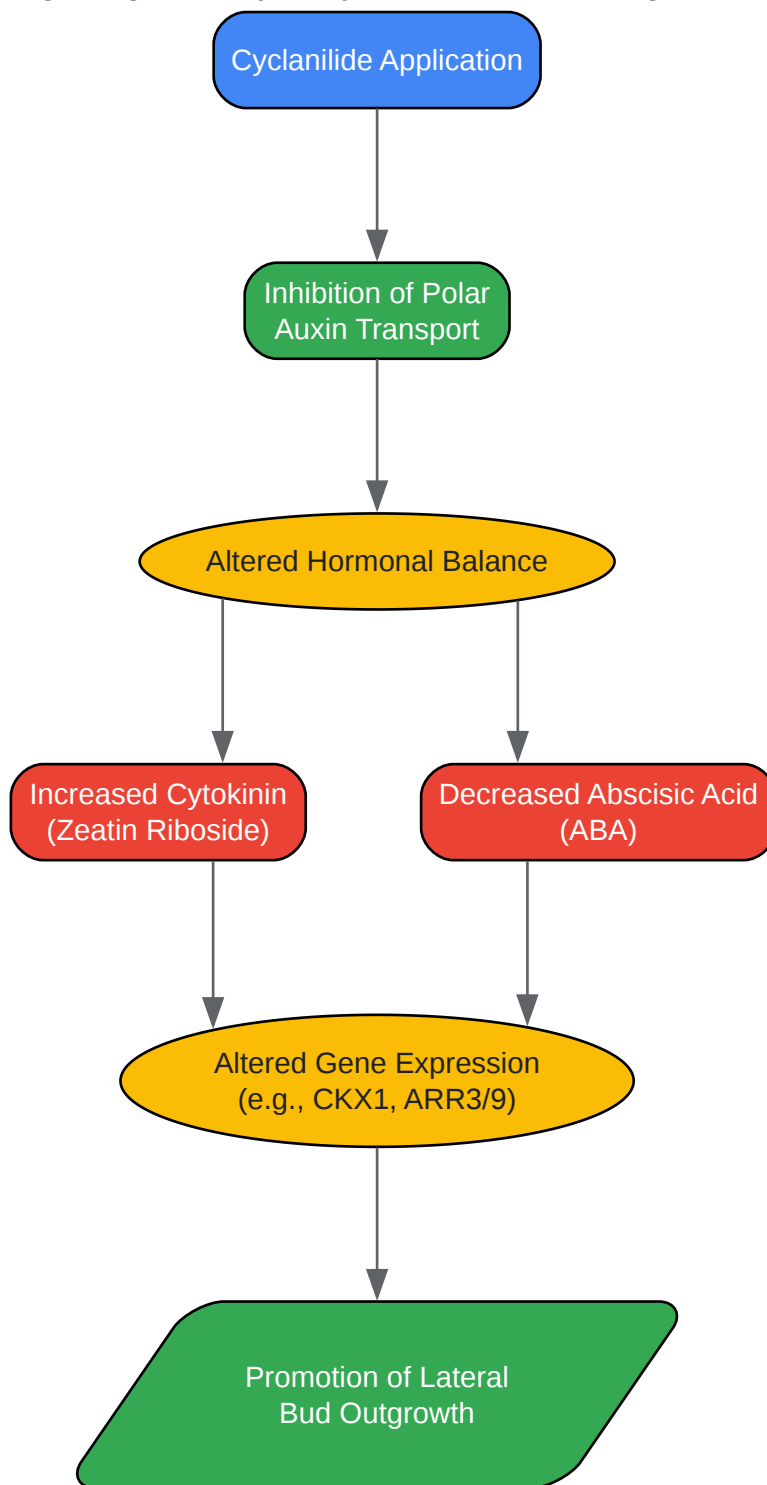 Cyclanilide Application
Inhibition of Polar
Auxin Transport
Altered Hormonal Balance
Increased Cytokinin
(Zeatin Riboside)
Decreased Abscisic Acid
(ABA)
Altered Gene Expression
(e.g., CKX1, ARR3/9)
Promotion of Lateral
Bud Outgrowth